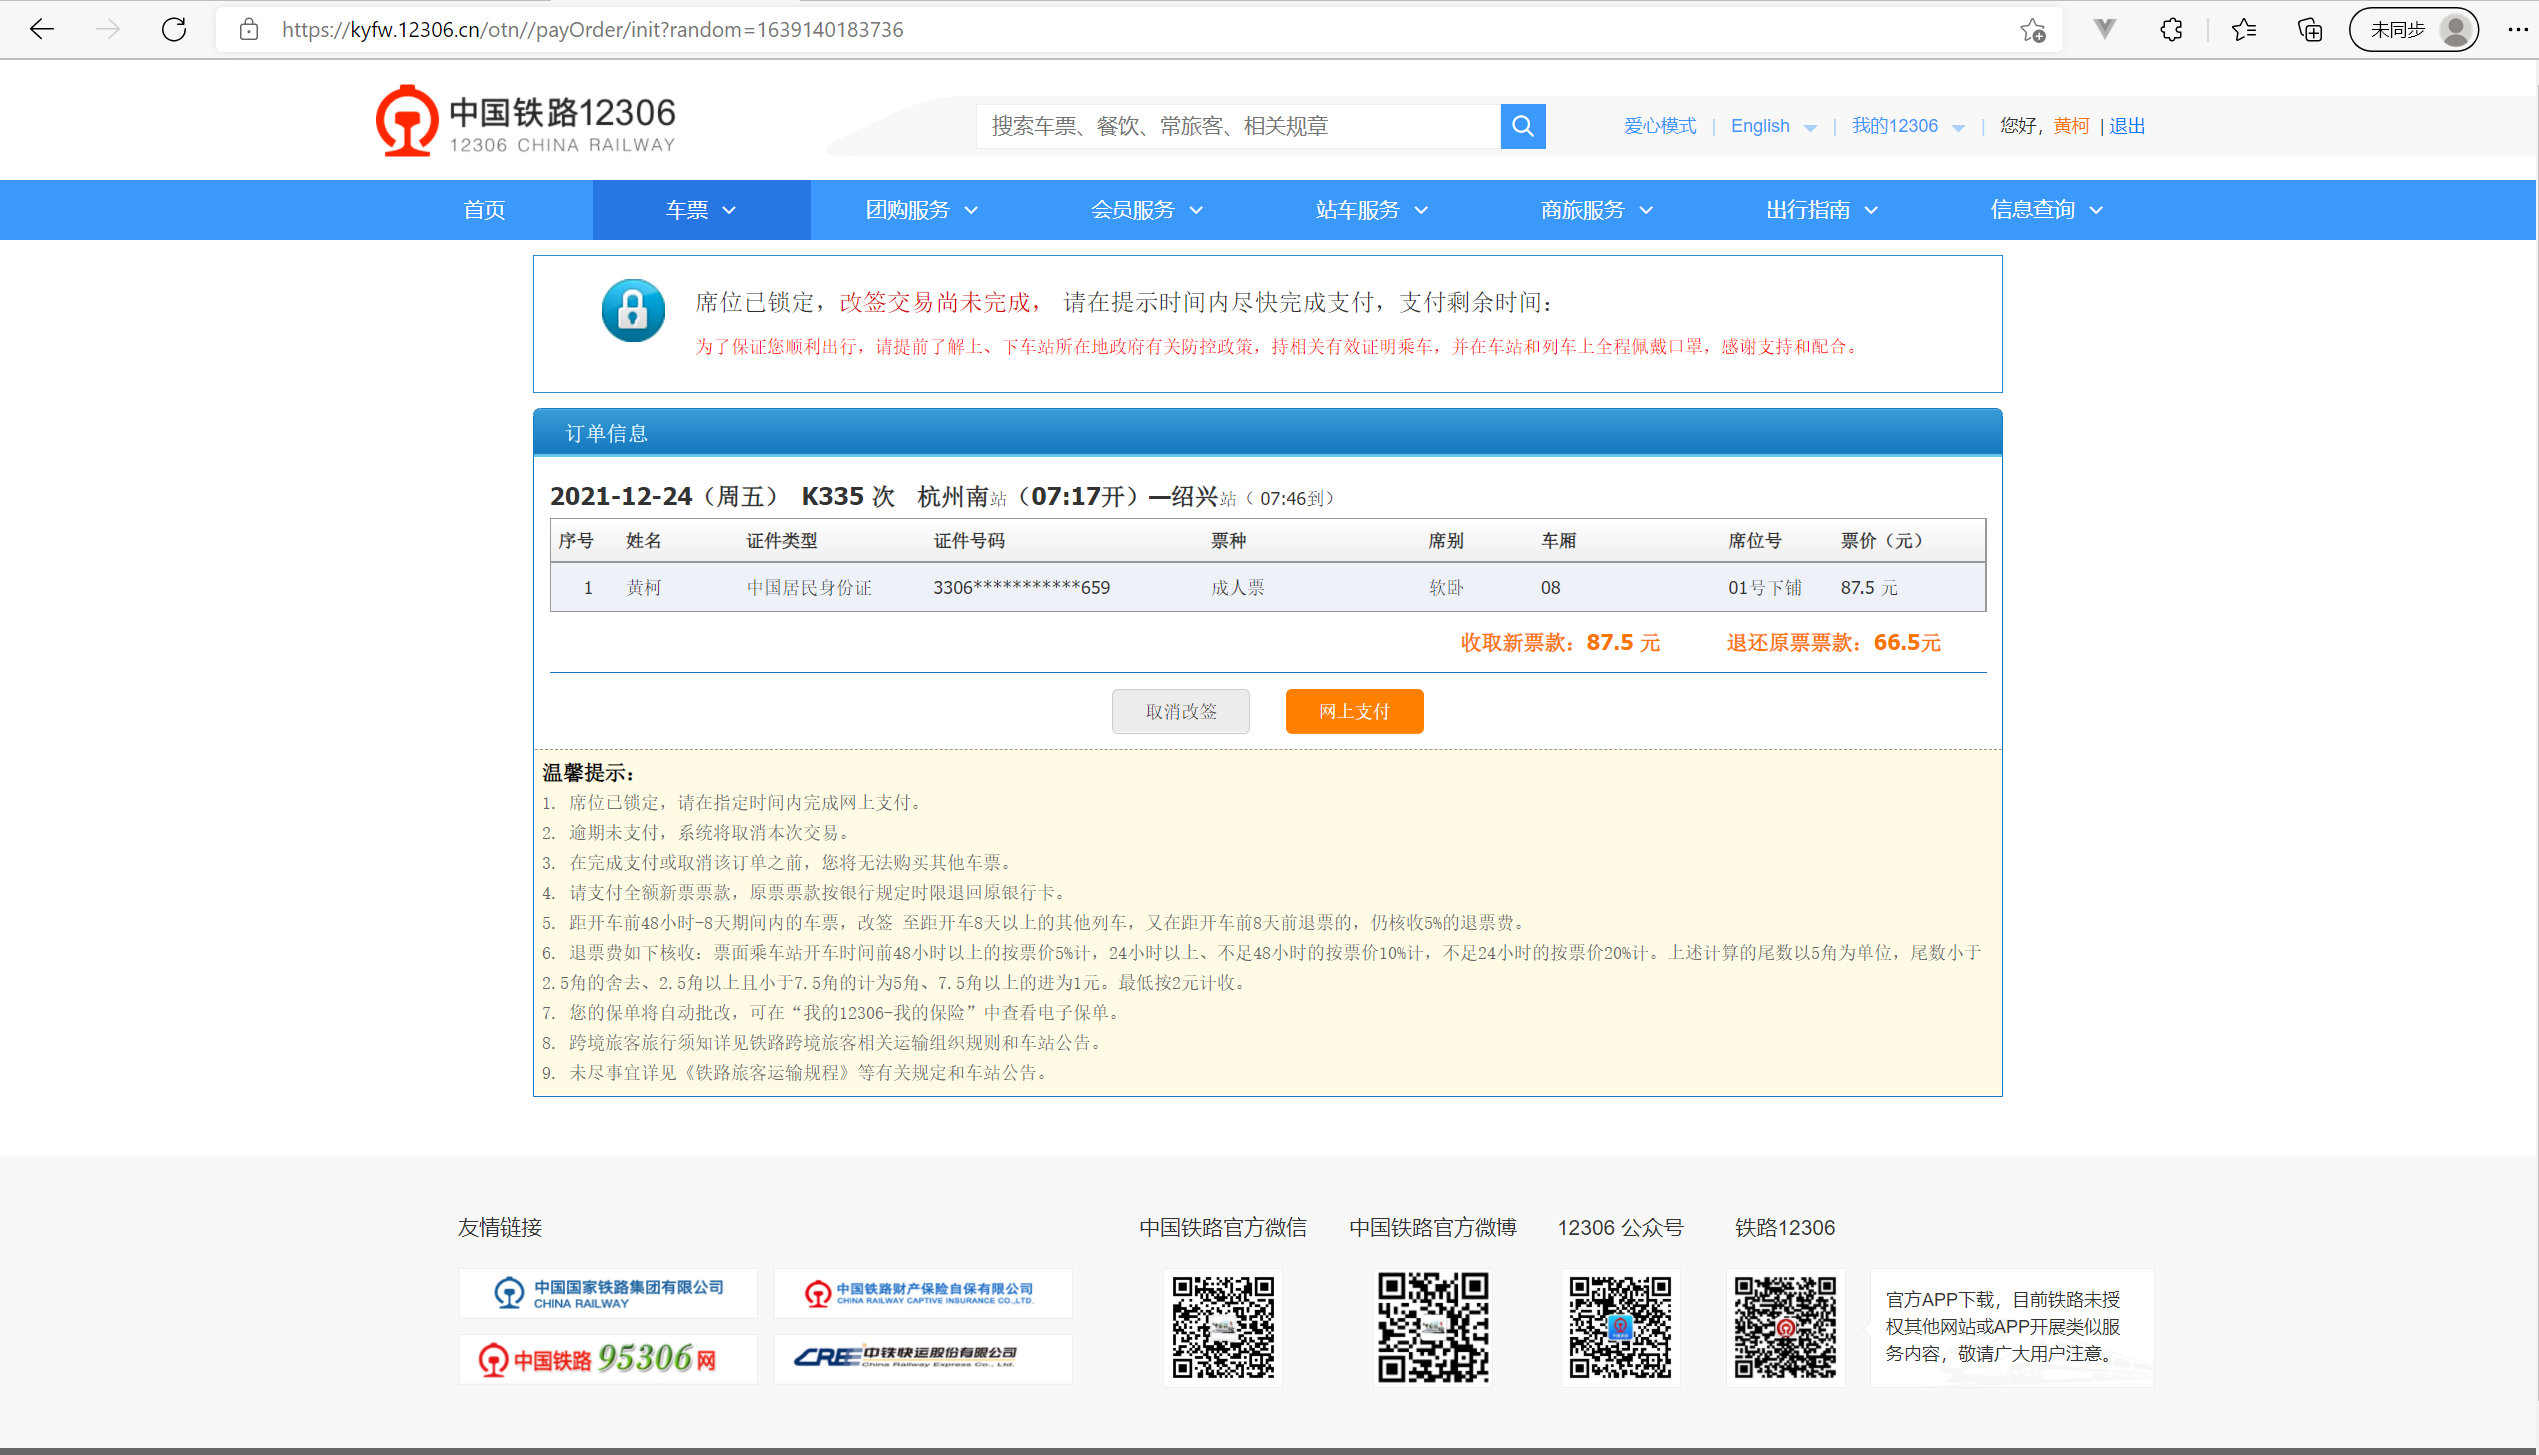 https://kyfw.12306.cn/otn//payOrder/init?random=1639140183736
未同步
中国铁路12306
12306 CHINA RAILWAY
搜索车票、餐饮、常旅客、相关规章
爱心模式 | English | 我的12306 | 您好，黄柯 | 退出
首页 车票 团购服务 会员服务 站车服务 商旅服务 出行指南 信息查询
席位已锁定，改签交易尚未完成， 请在提示时间内尽快完成支付，支付剩余时间：
为了保证您顺利出行，请提前了解上、下车站所在地政府有关防控政策，持相关有效证明乘车，并在车站和列车上全程佩戴口罩，感谢支持和配合。
订单信息
2021-12-24（周五） K335 次 杭州南站（07:17开）—绍兴站（ 07:46到）
序号 姓名 证件类型 证件号码 票种 席别 车厢 席位号 票价（元）
1 黄柯 中国居民身份证 3306***********659 成人票 软卧 08 01号下铺 87.5 元
收取新票款：87.5 元 退还原票票款：66.5元
取消改签 网上支付
温馨提示：
1. 席位已锁定，请在指定时间内完成网上支付。
2. 逾期未支付，系统将取消本次交易。
3. 在完成支付或取消该订单之前，您将无法购买其他车票。
4. 请支付全额新票票款，原票票款按银行规定时限退回原银行卡。
5. 距开车前48小时-8天期间内的车票，改签 至距开车8天以上的其他列车，又在距开车前8天前退票的，仍核收5%的退票费。
6. 退票费如下核收：票面乘车站开车时间前48小时以上的按票价5%计，24小时以上、不足48小时的按票价10%计，不足24小时的按票价20%计。上述计算的尾数以5角为单位，尾数小于
2.5角的舍去、2.5角以上且小于7.5角的计为5角、7.5角以上的进为1元。最低按2元计收。
7. 您的保单将自动批改，可在“我的12306-我的保险”中查看电子保单。
8. 跨境旅客旅行须知详见铁路跨境旅客相关运输组织规则和车站公告。
9. 未尽事宜详见《铁路旅客运输规程》等有关规定和车站公告。
友情链接 中国铁路官方微信 中国铁路官方微博 12306 公众号 铁路12306
中国国家铁路集团有限公司
CHINA RAILWAY
中国铁路财产保险自保有限公司
CHINA RAILWAY CAPTIVE INSURANCE CO.,LTD.
中国铁路 95306 网
CRE 中铁快运股份有限公司
China Railway Express Co., Ltd.
官方APP下载，目前铁路未授
权其他网站或APP开展类似服
务内容，敬请广大用户注意。